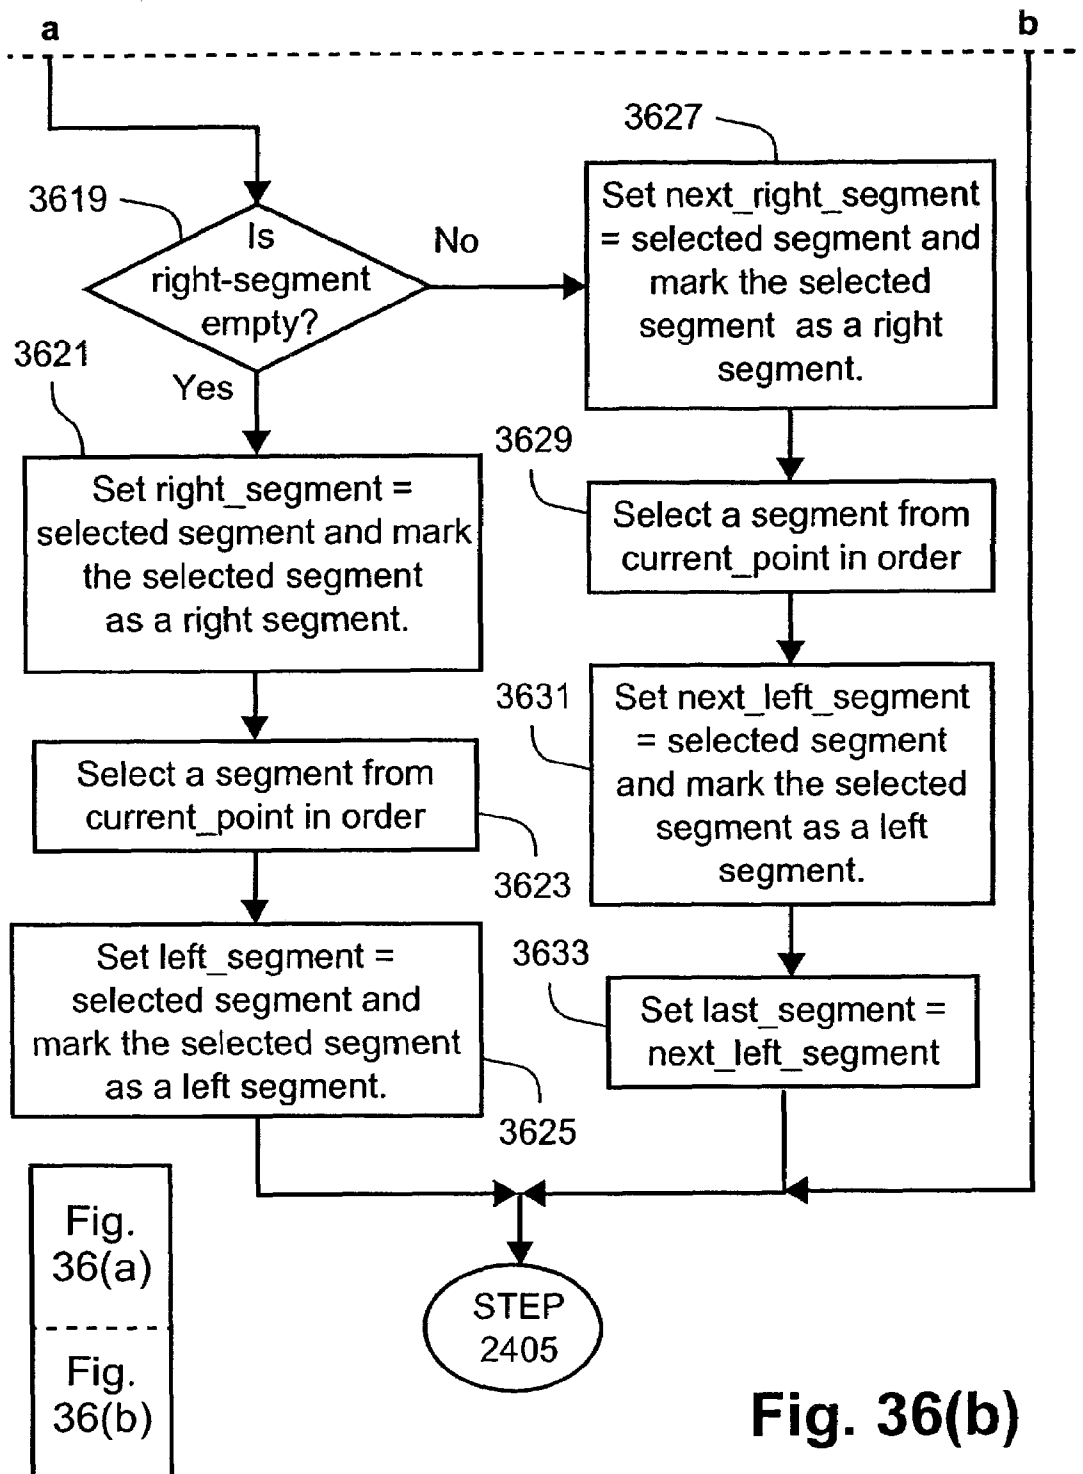 a
b
3619
Is
right-segment
empty?
No
Yes
3627
Set next_right_segment
= selected segment and
mark the selected
segment as a right
segment.
3621
Set right_segment =
selected segment and mark
the selected segment
as a right segment.
3629
Select a segment from
current_point in order
3623
Select a segment from
current_point in order
3631
Set next_left_segment
= selected segment
and mark the selected
segment as a left
segment.
3625
Set left_segment =
selected segment and
mark the selected segment
as a left segment.
3633
Set last_segment =
next_left_segment
STEP
2405
Fig.
36(a)
Fig.
36(b)
Fig. 36(b)